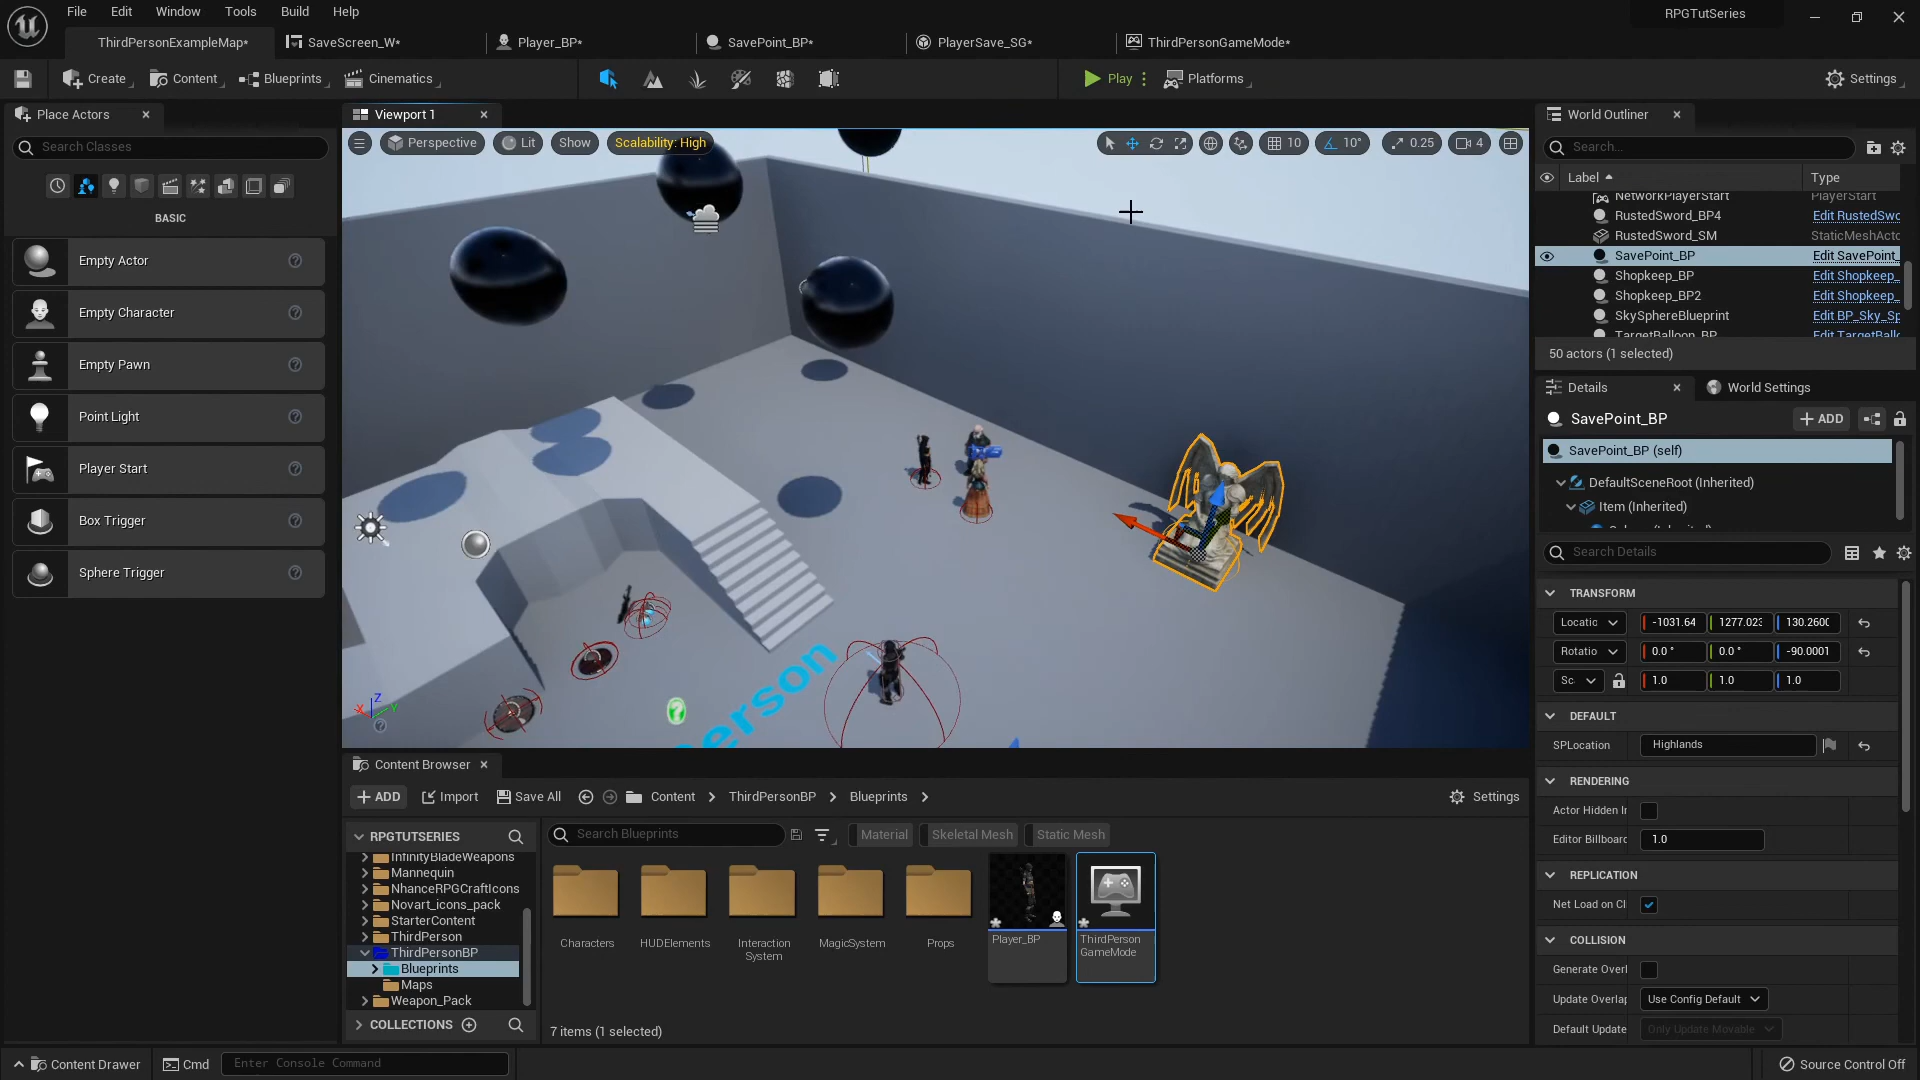 File Edit Window Tools Build Help
RPGTutSeries
ThirdPersonExampleMap*
SaveScreen_W*
Player_BP*
SavePoint_BP*
PlayerSave_SG*
ThirdPersonGameMode*
Create
Content
Blueprints
Cinematics
Play
Platforms
Settings
Place Actors
Search Classes
BASIC
Empty Actor
Empty Character
Empty Pawn
Point Light
Player Start
Box Trigger
Sphere Trigger
Viewport 1
Perspective
Lit
Show
Scalability: High
10
10°
0.25
4
erson
X Z Y
World Outliner
Search...
Label
Type
NetworkPlayerStart PlayerStart
RustedSword_BP4 Edit RustedSwo
RustedSword_SM StaticMeshActo
SavePoint_BP Edit SavePoint_
Shopkeep_BP Edit Shopkeep_
Shopkeep_BP2 Edit Shopkeep_
SkySphereBlueprint Edit BP_Sky_Sp
TargetBalloon_BP Edit TargetBallo
50 actors (1 selected)
Details
World Settings
SavePoint_BP
ADD
SavePoint_BP (self)
DefaultSceneRoot (Inherited)
Item (Inherited)
Search Details
TRANSFORM
Locatic -1031.64 1277.023 130.2600
Rotatio 0.0 ° 0.0 ° -90.0001
Sc 1.0 1.0 1.0
DEFAULT
SPLocation Highlands
RENDERING
Actor Hidden In
Editor Billboarc 1.0
REPLICATION
Net Load on Cl
COLLISION
Generate Overl
Update Overlap Use Config Default
Default Update Only Update Movable
Content Browser
ADD
Import
Save All
Content > ThirdPersonBP > Blueprints >
Settings
RPGTUTSERIES
InfinityBladeWeapons
Mannequin
NhanceRPGCraftIcons
Novart_icons_pack
StarterContent
ThirdPerson
ThirdPersonBP
Blueprints
Maps
Weapon_Pack
COLLECTIONS
Search Blueprints
Material
Skeletal Mesh
Static Mesh
Characters
HUDElements
Interaction
System
MagicSystem
Props
Player_BP
ThirdPerson
GameMode
7 items (1 selected)
Content Drawer
Cmd
Enter Console Command
Source Control Off